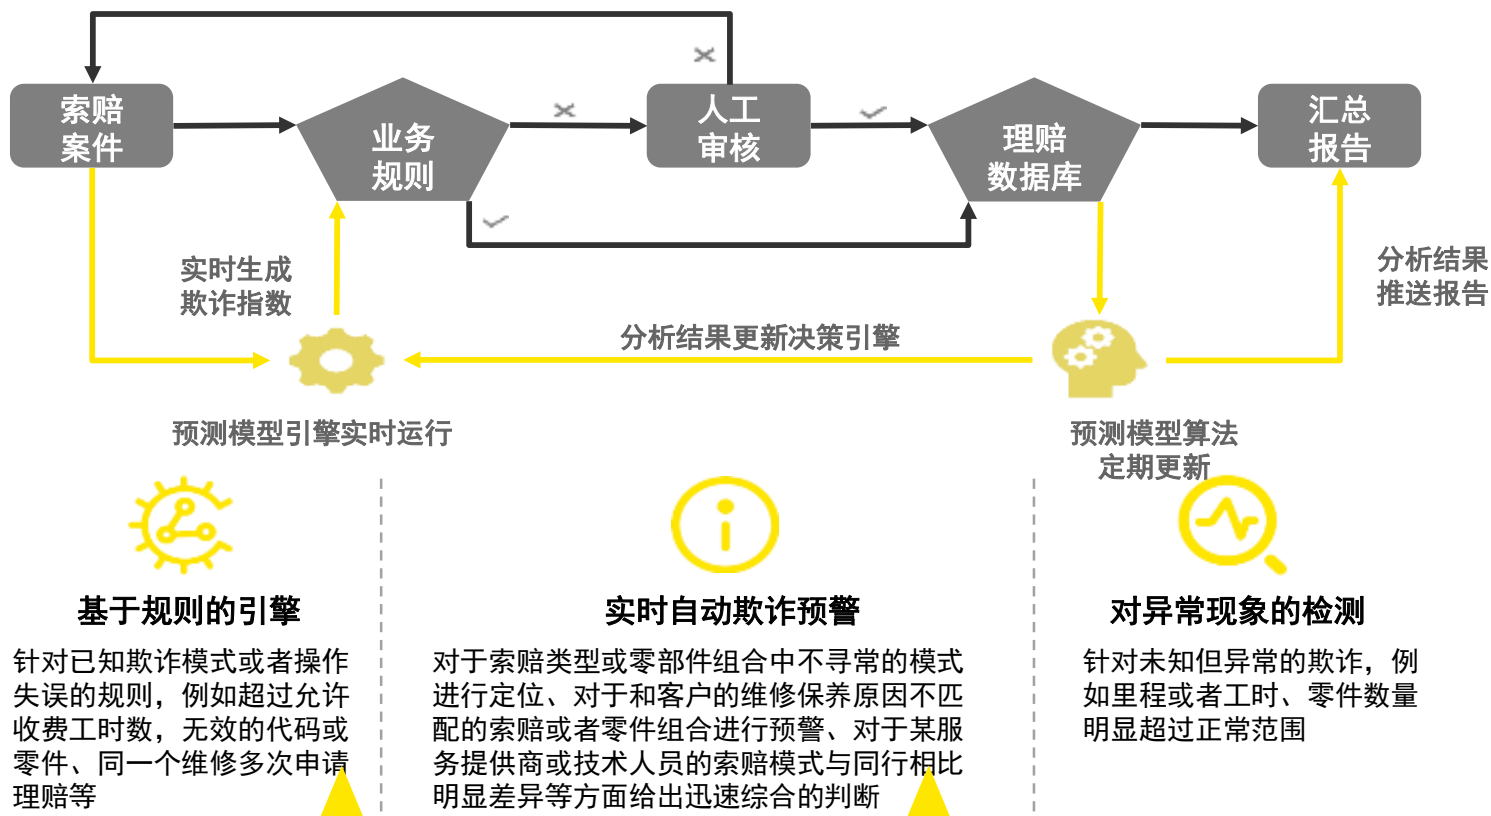 索赔
案件
业务
规则
人工
审核
理赔
数据库
汇总
报告
实时生成
欺诈指数
分析结果更新决策引擎
分析结果
推送报告
预测模型引擎实时运行
预测模型算法
定期更新
基于规则的引擎
针对已知欺诈模式或者操作
失误的规则，例如超过允许
收费工时数，无效的代码或
零件、同一个维修多次申请
理赔等
实时自动欺诈预警
对于索赔类型或零部件组合中不寻常的模式
进行定位、对于和客户的维修保养原因不匹
配的索赔或者零件组合进行预警、对于某服
务提供商或技术人员的索赔模式与同行相比
明显差异等方面给出迅速综合的判断
对异常现象的检测
针对未知但异常的欺诈，例
如里程或者工时、零件数量
明显超过正常范围